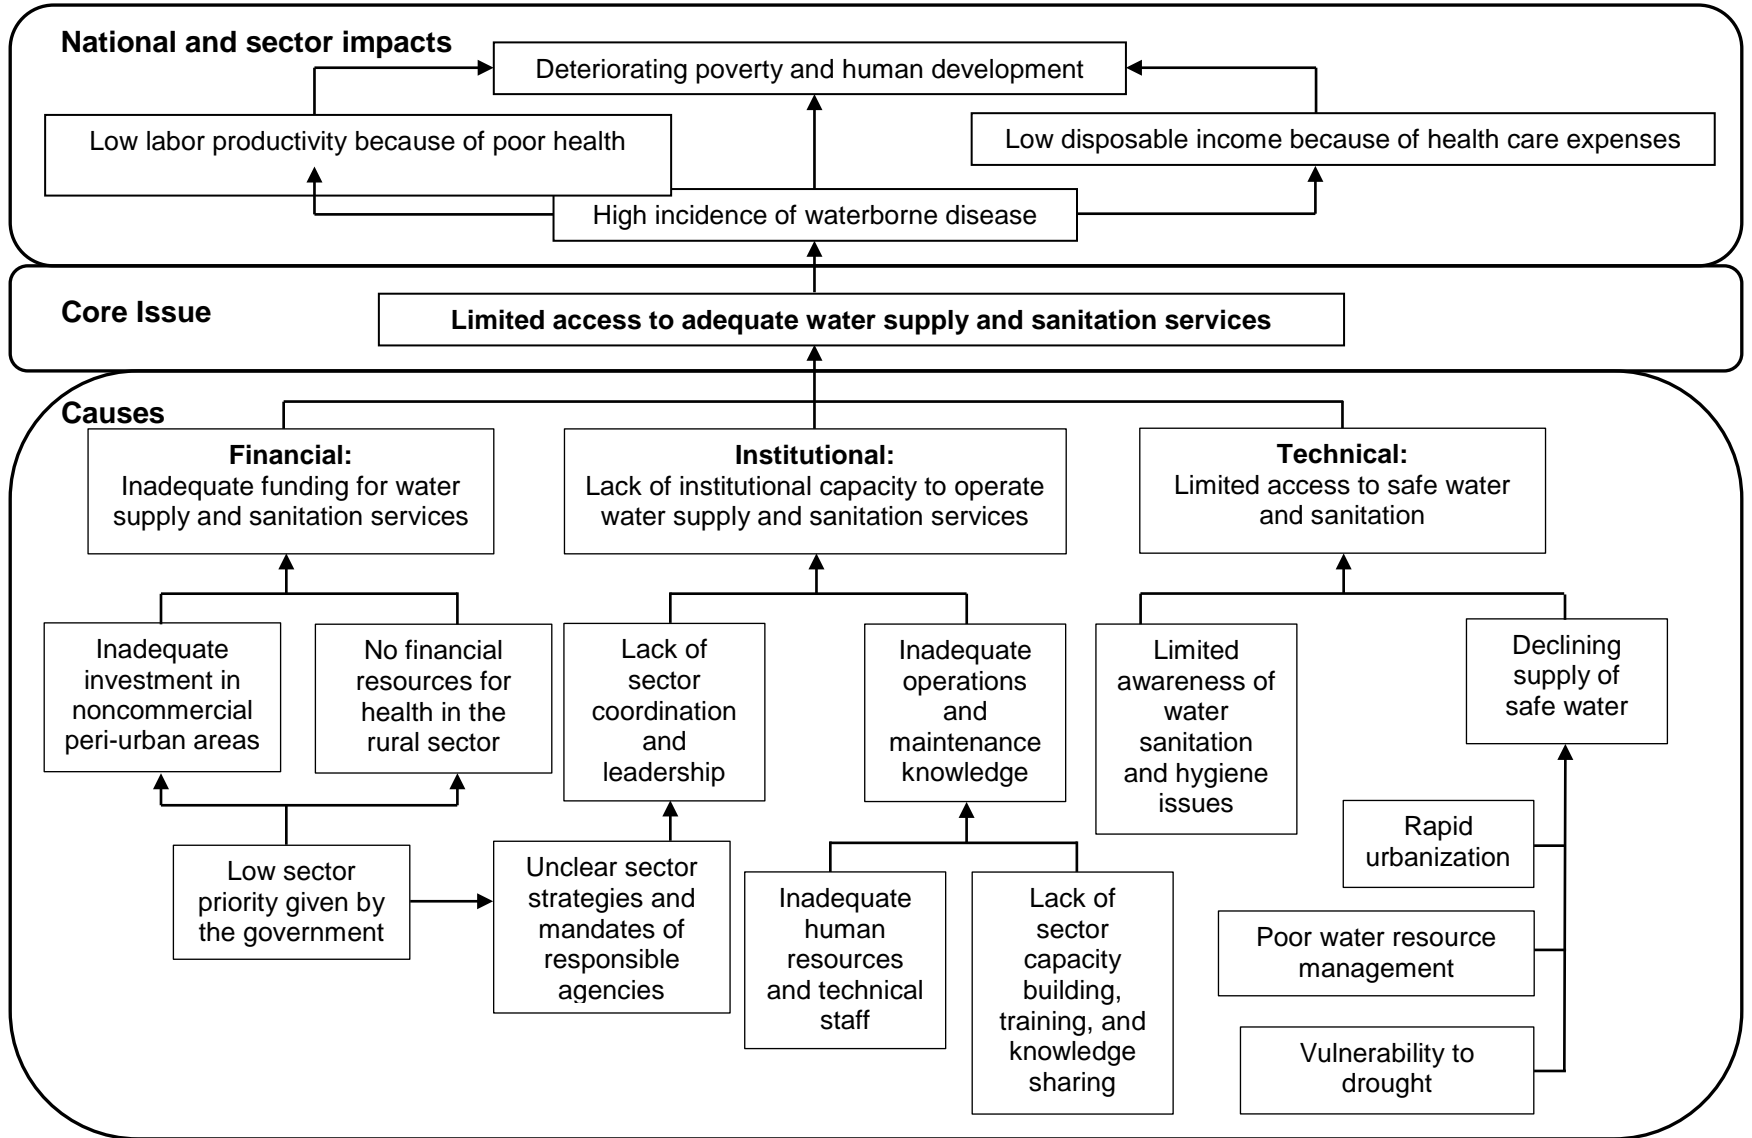 National and sector impacts
Deteriorating poverty and human development
Low labor productivity because of poor health
Low disposable income because of health care expenses
High incidence of waterborne disease
Core Issue
Limited access to adequate water supply and sanitation services
Causes
Financial:
Inadequate funding for water
supply and sanitation services
Institutional:
Lack of institutional capacity to operate
water supply and sanitation services
Technical:
Limited access to safe water
and sanitation
Inadequate
investment in
noncommercial
peri-urban areas
No financial
resources for
health in the
rural sector
Lack of
sector
coordination
and
leadership
Inadequate
operations
and
maintenance
knowledge
Limited
awareness of
water
sanitation
and hygiene
issues
Declining
supply of
safe water
Low sector
priority given by
the government
Unclear sector
strategies and
mandates of
responsible
agencies
Inadequate
human
resources
and technical
staff
Lack of
sector
capacity
building,
training, and
knowledge
sharing
Rapid
urbanization
Poor water resource
management
Vulnerability to
drought